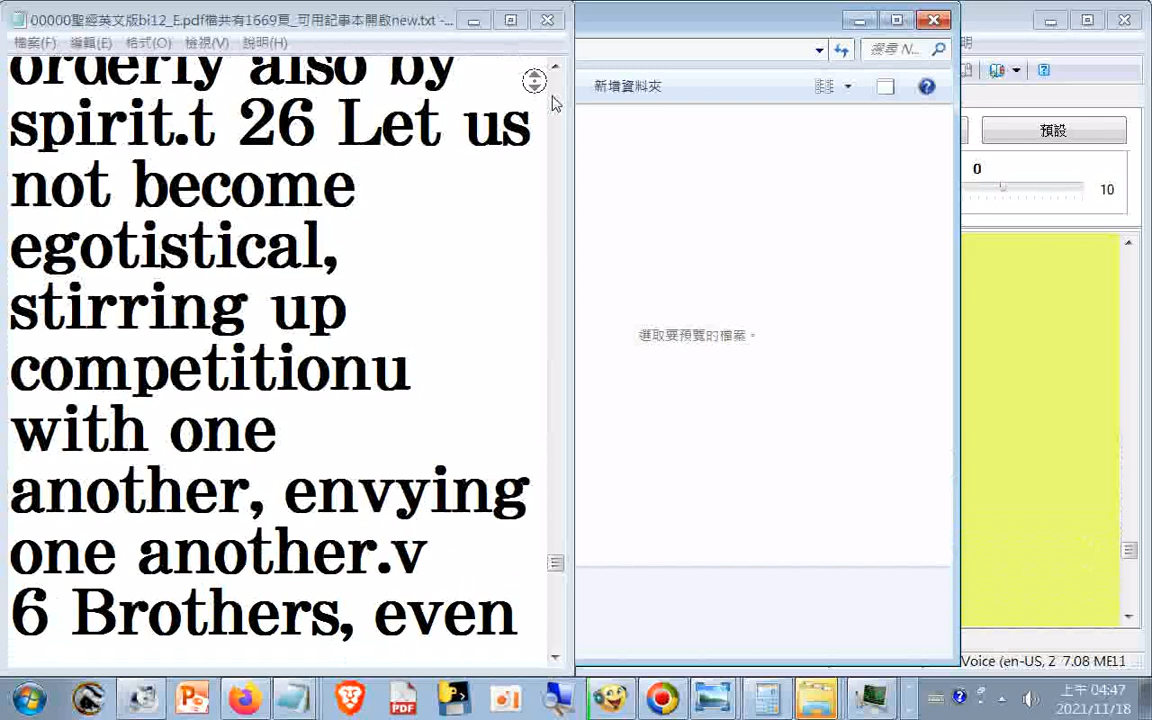 00000聖經英文版bi12_E.pdf檔共有1669頁_可用記事本開啟new.txt -...
檔案(F) 編輯(E) 格式(O) 檢視(V) 說明(H)
orderly also by
spirit.t 26 Let us
not become
egotistical,
stirring up
competitionu
with one
another, envying
one another.v
6 Brothers, even
搜尋 N...
新增資料夾
選取要預覽的檔案。
明
預設
0
10
Voice (en-US, 2 7.08 ME11
上午 04:47
2021/11/18